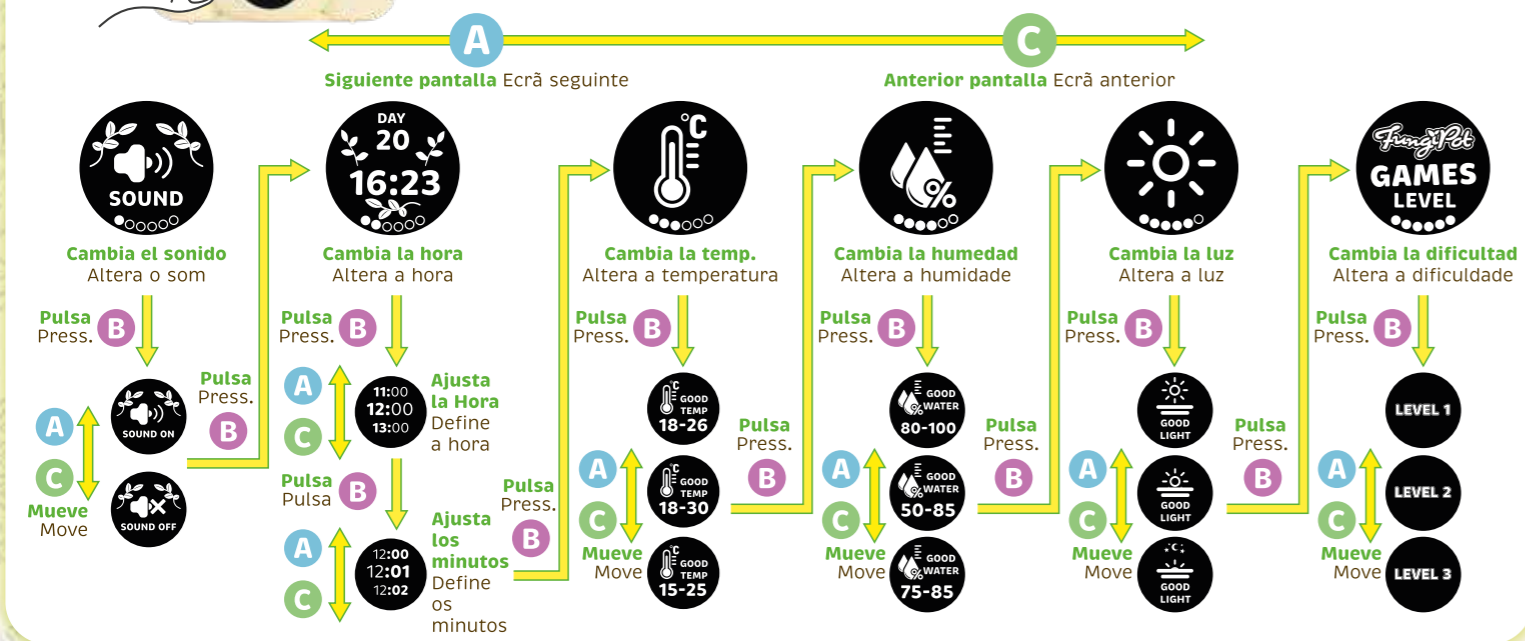 A
C
Siguiente pantalla Ecrã seguinte
Anterior pantalla Ecrã anterior
SOUND
Cambia el sonido
Altera o som
Pulsa
Press.
B
SOUND ON
SOUND OFF
A
C
Mueve
Move
Pulsa
Press.
B
DAY
20
16:23
Cambia la hora
Altera a hora
Pulsa
Press.
B
A
C
11:00
12:00
13:00
Ajusta
la Hora
Define
a hora
Pulsa
Pulsa
B
A
C
12:00
12:01
12:02
Ajusta
los
minutos
Define
os
minutos
Pulsa
Press.
B
°C
Cambia la temp.
Altera a temperatura
Pulsa
Press.
B
°C
GOOD
TEMP
18-26
°C
GOOD
TEMP
18-30
°C
GOOD
TEMP
15-25
A
C
Mueve
Move
Pulsa
Press.
B
%
Cambia la humedad
Altera a humidade
Pulsa
Press.
B
%
GOOD
WATER
80-100
%
GOOD
WATER
50-85
%
GOOD
WATER
75-85
A
C
Mueve
Move
Pulsa
Press.
B
Cambia la luz
Altera a luz
Pulsa
Press.
B
GOOD
LIGHT
GOOD
LIGHT
GOOD
LIGHT
A
C
Mueve
Move
Pulsa
Press.
B
FungiPot
GAMES
LEVEL
Cambia la dificultad
Altera a dificuldade
Pulsa
Press.
B
LEVEL 1
LEVEL 2
LEVEL 3
A
C
Mueve
Move